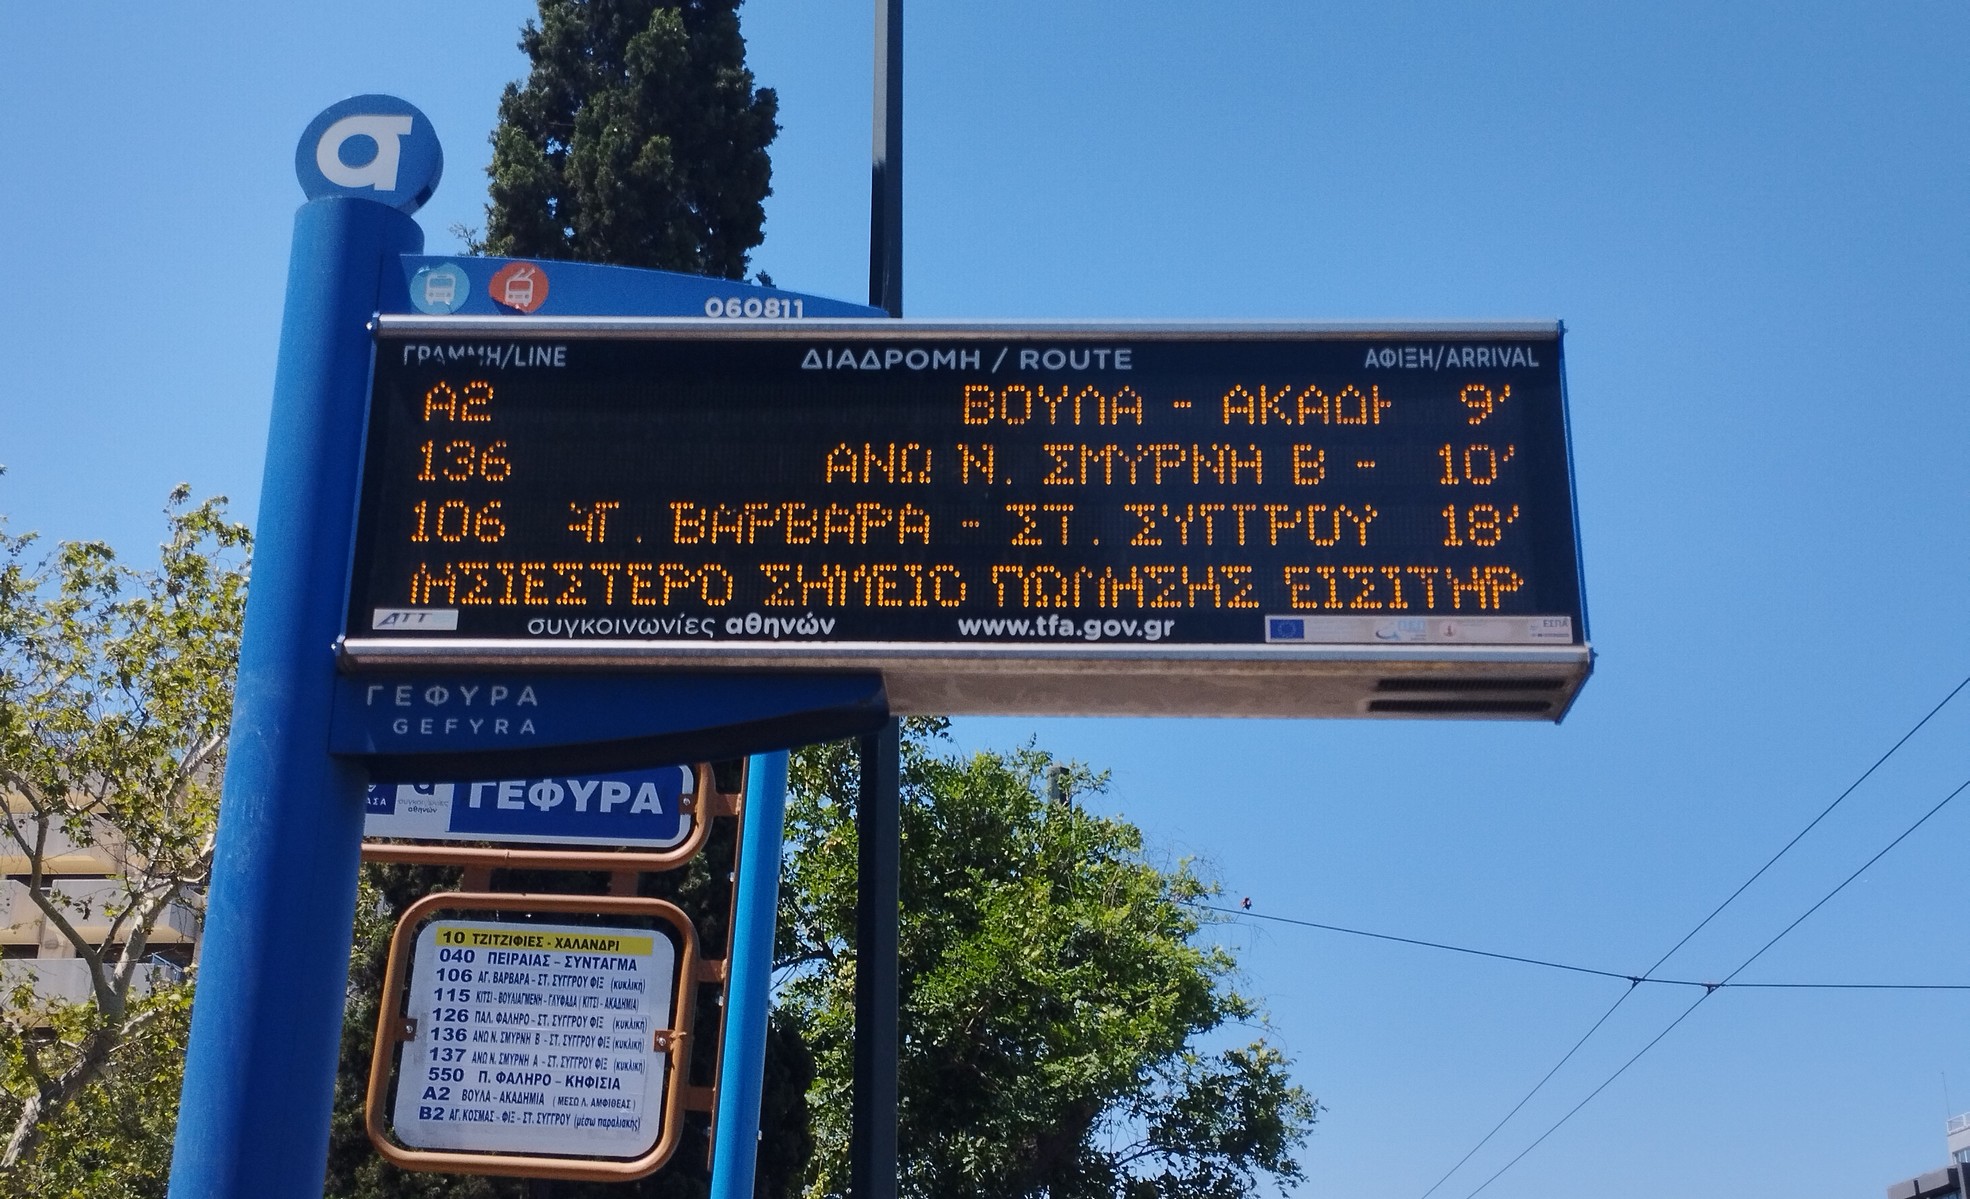 α
060811
ΓΡΑΜΜΗ/LINE ΔΙΑΔΡΟΜΗ / ROUTE ΑΦΙΞΗ/ARRIVAL
Α2 ΒΟΥΛΑ - ΑΚΑΔΗ 9'
136 ΑΝΩ Ν. ΣΜΥΡΝΗ Β - 10'
106 ΑΓ. ΒΑΡΒΑΡΑ - ΣΤ. ΣΥΓΓΡΟΥ 18'
ΛΗΣΙΕΣΤΕΡΟ ΣΗΜΕΙΟ ΠΩΛΗΣΗΣ ΕΙΣΙΤΗΡ
ΑΤΤ συγκοινωνίες αθηνών www.tfa.gov.gr ΕΣΠΑ
ΓΕΦΥΡΑ
GEFYRA
αθηνών ΓΕΦΥΡΑ
10 ΤΖΙΤΖΙΦΙΕΣ - ΧΑΛΑΝΔΡΙ
040 ΠΕΙΡΑΙΑΣ – ΣΥΝΤΑΓΜΑ
106 ΑΓ. ΒΑΡΒΑΡΑ – ΣΤ. ΣΥΓΓΡΟΥ ΦΙΞ (κυκλική)
115 ΚΙΤΣΙ - ΒΟΥΛΙΑΓΜΕΝΗ - ΓΛΥΦΑΔΑ ( ΚΙΤΣΙ - ΑΚΑΔΗΜΙΑ)
126 ΠΑΛ. ΦΑΛΗΡΟ – ΣΤ. ΣΥΓΓΡΟΥ ΦΙΞ (κυκλική)
136 ΑΝΩ Ν. ΣΜΥΡΝΗ Β – ΣΤ. ΣΥΓΓΡΟΥ ΦΙΞ (κυκλική)
137 ΑΝΩ Ν. ΣΜΥΡΝΗ Α – ΣΤ. ΣΥΓΓΡΟΥ ΦΙΞ (κυκλική)
550 Π. ΦΑΛΗΡΟ – ΚΗΦΙΣΙΑ
Α2 ΒΟΥΛΑ - ΑΚΑΔΗΜΙΑ ( ΜΕΣΩ Λ. ΑΜΦΙΘΕΑΣ )
Β2 ΑΓ. ΚΟΣΜΑΣ - ΦΙΞ - ΣΤ. ΣΥΓΓΡΟΥ (μέσω παραλιακής)